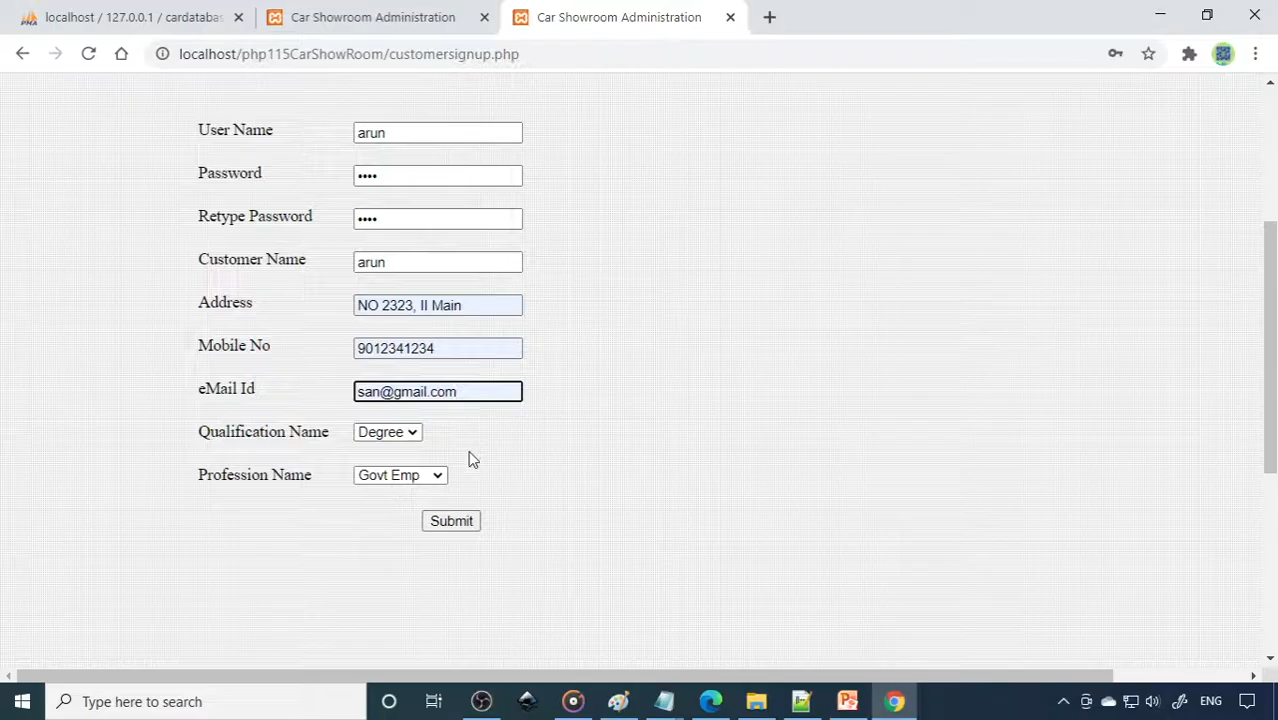 localhost / 127.0.0.1 / cardataba
Car Showroom Administration
Car Showroom Administration
localhost/php115CarShowRoom/customersignup.php
User Name arun
Password ••••
Retype Password ••••
Customer Name arun
Address NO 2323, II Main
Mobile No 9012341234
eMail Id san@gmail.com
Qualification Name Degree
Profession Name Govt Emp
Submit
Type here to search
ENG